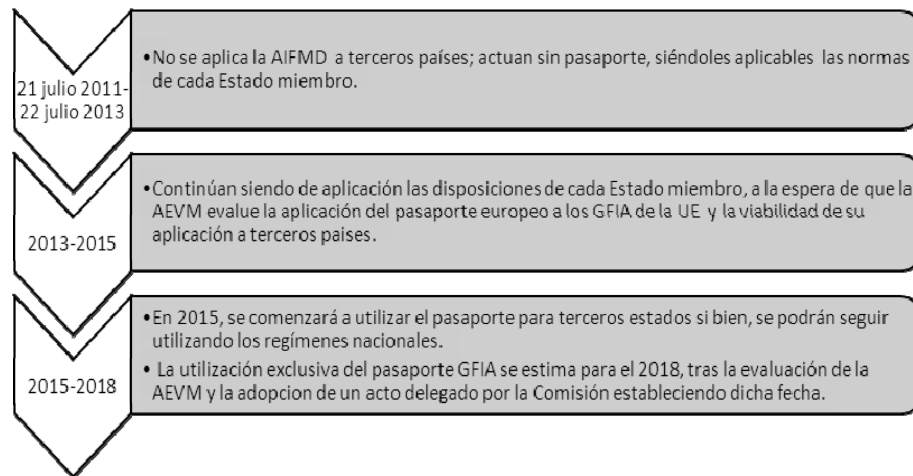 21 julio 2011-
22 julio 2013
•No se aplica la AIFMD a terceros países; actuan sin pasaporte, siéndoles aplicables las normas
de cada Estado miembro.
2013-2015
•Continúan siendo de aplicación las disposiciones de cada Estado miembro, a la espera de que la
AEVM evalue la aplicación del pasaporte europeo a los GFIA de la UE y la viabilidad de su
aplicación a terceros paises.
2015-2018
•En 2015, se comenzará a utilizar el pasaporte para terceros estados si bien, se podrán seguir
utilizando los regímenes nacionales.
• La utilización exclusiva del pasaporte GFIA se estima para el 2018, tras la evaluación de la
AEVM y la adopcion de un acto delegado por la Comisión estableciendo dicha fecha.